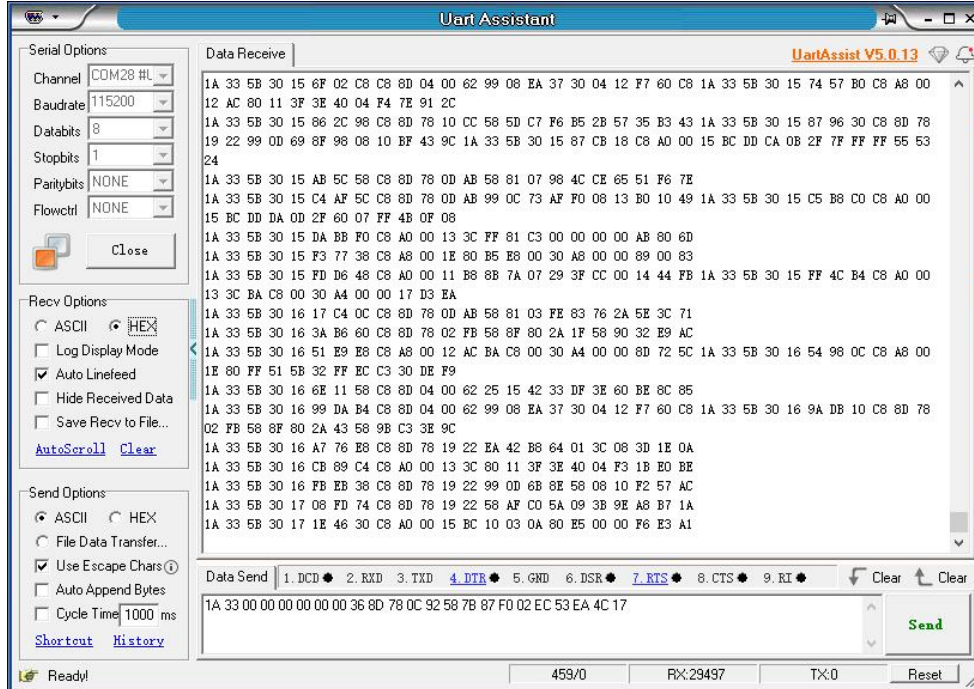 Uart Assistant
Serial Options
Channel COM28 #U
Baudrate 115200
Databits 8
Stopbits 1
Paritybits NONE
Flowctrl NONE
Close
Recv Options
ASCII HEX
Log Display Mode
Auto Linefeed
Hide Received Data
Save Recv to File...
AutoScroll Clear
Send Options
ASCII HEX
File Data Transfer...
Use Escape Chars
Auto Append Bytes
Cycle Time 1000 ms
Shortcut History
Data Receive
UartAssist V5.0.13
1A 33 5B 30 15 6F 02 C8 C8 8D 04 00 62 99 08 EA 37 30 04 12 F7 60 C8 1A 33 5B 30 15 74 57 B0 C8 A8 00
12 AC 80 11 3F 3E 40 04 F4 7E 91 2C
1A 33 5B 30 15 86 2C 98 C8 8D 78 10 CC 58 5D C7 F6 B5 2B 57 35 B3 43 1A 33 5B 30 15 87 96 30 C8 8D 78
19 22 99 0D 69 8F 98 08 10 BF 43 9C 1A 33 5B 30 15 87 CB 18 C8 A0 00 15 BC DD CA 0B 2F 7F FF FF 55 53
24
1A 33 5B 30 15 AB 5C 58 C8 8D 78 0D AB 58 81 07 98 4C CE 65 51 F6 7E
1A 33 5B 30 15 C4 AF 5C C8 8D 78 0D AB 99 0C 73 AF F0 08 13 B0 10 49 1A 33 5B 30 15 C5 B8 C0 C8 A0 00
15 BC DD DA 0D 2F 60 07 FF 4B 0F 08
1A 33 5B 30 15 DA BB F0 C8 A0 00 13 3C FF 81 C3 00 00 00 00 AB 80 6D
1A 33 5B 30 15 F3 77 38 C8 A8 00 1E 80 B5 E8 00 30 A8 00 00 89 00 83
1A 33 5B 30 15 FD D6 48 C8 A0 00 11 B8 8B 7A 07 29 3F CC 00 14 44 FB 1A 33 5B 30 15 FF 4C B4 C8 A0 00
13 3C BA C8 00 30 A4 00 00 17 D3 EA
1A 33 5B 30 16 17 C4 0C C8 8D 78 0D AB 58 81 03 FE 83 76 2A 5E 3C 71
1A 33 5B 30 16 3A B6 60 C8 8D 78 02 FB 58 8F 80 2A 1F 58 90 32 E9 AC
1A 33 5B 30 16 51 E9 E8 C8 A8 00 12 AC BA C8 00 30 A4 00 00 8D 72 5C 1A 33 5B 30 16 54 98 0C C8 A8 00
1E 80 FF 51 5B 32 FF EC C3 30 DE F9
1A 33 5B 30 16 6E 11 58 C8 8D 04 00 62 25 15 42 33 DF 3E 60 BE 8C 85
1A 33 5B 30 16 99 DA B4 C8 8D 04 00 62 99 08 EA 37 30 04 12 F7 60 C8 1A 33 5B 30 16 9A DB 10 C8 8D 78
02 FB 58 8F 80 2A 43 58 9B C3 3E 9C
1A 33 5B 30 16 A7 76 E8 C8 8D 78 19 22 EA 42 B8 64 01 3C 08 3D 1E 0A
1A 33 5B 30 16 CB 89 C4 C8 A0 00 13 3C 80 11 3F 3E 40 04 F3 1B E0 BE
1A 33 5B 30 16 FB EB 38 C8 8D 78 19 22 99 0D 6B 8E 58 08 10 F2 57 AC
1A 33 5B 30 17 08 FD 74 C8 8D 78 19 22 58 AF C0 5A 09 3B 9E A8 B7 1A
1A 33 5B 30 17 1E 46 30 C8 A0 00 15 BC 10 03 0A 80 E5 00 00 F6 E3 A1
Data Send 1. DCD 2. RXD 3. TXD 4. DTR 5. GND 6. DSR 7. RTS 8. CTS 9. RI Clear Clear
1A 33 00 00 00 00 00 00 36 8D 78 0C 92 58 7B 87 F0 02 EC 53 EA 4C 17
Send
Ready! 459/0 RX:29497 TX:0 Reset